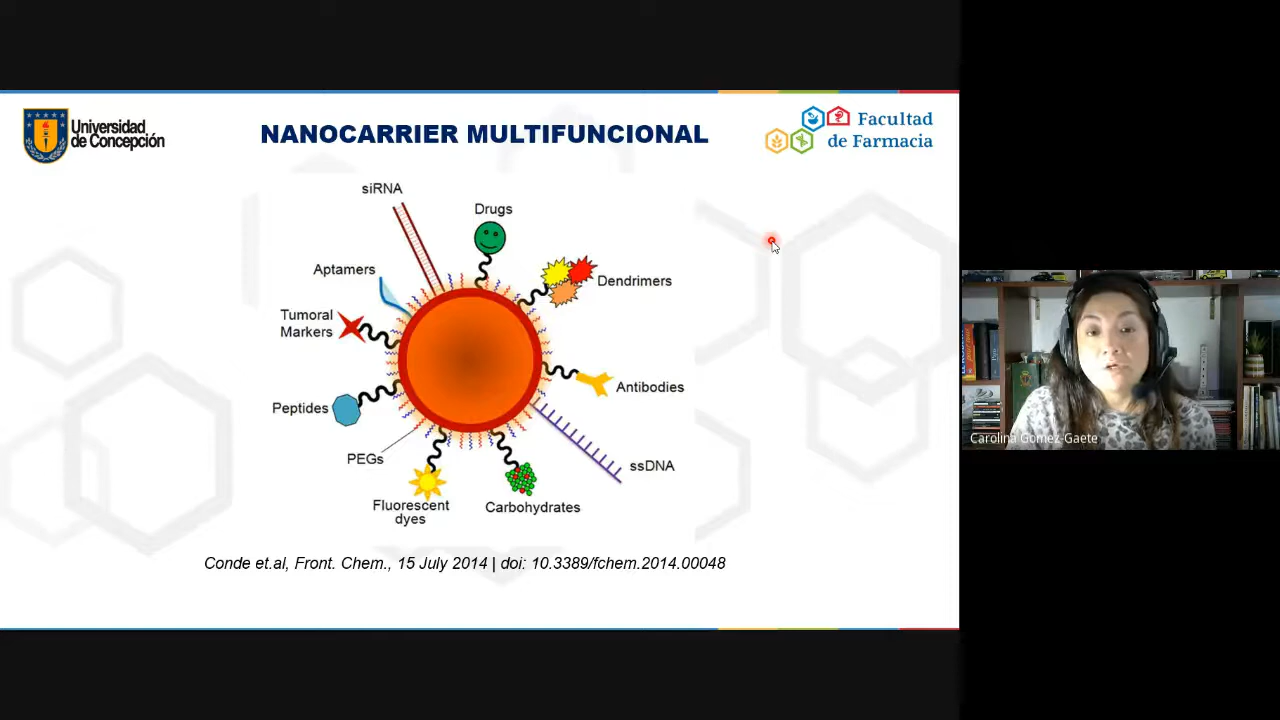 Universidad
de Concepción
NANOCARRIER MULTIFUNCIONAL
Facultad
de Farmacia
siRNA
Drugs
Aptamers
Dendrimers
Tumoral
Markers
Antibodies
Peptides
PEGs
ssDNA
Fluorescent
dyes
Carbohydrates
Conde et.al, Front. Chem., 15 July 2014 | doi: 10.3389/fchem.2014.00048
Carolina Gomez-Gaete